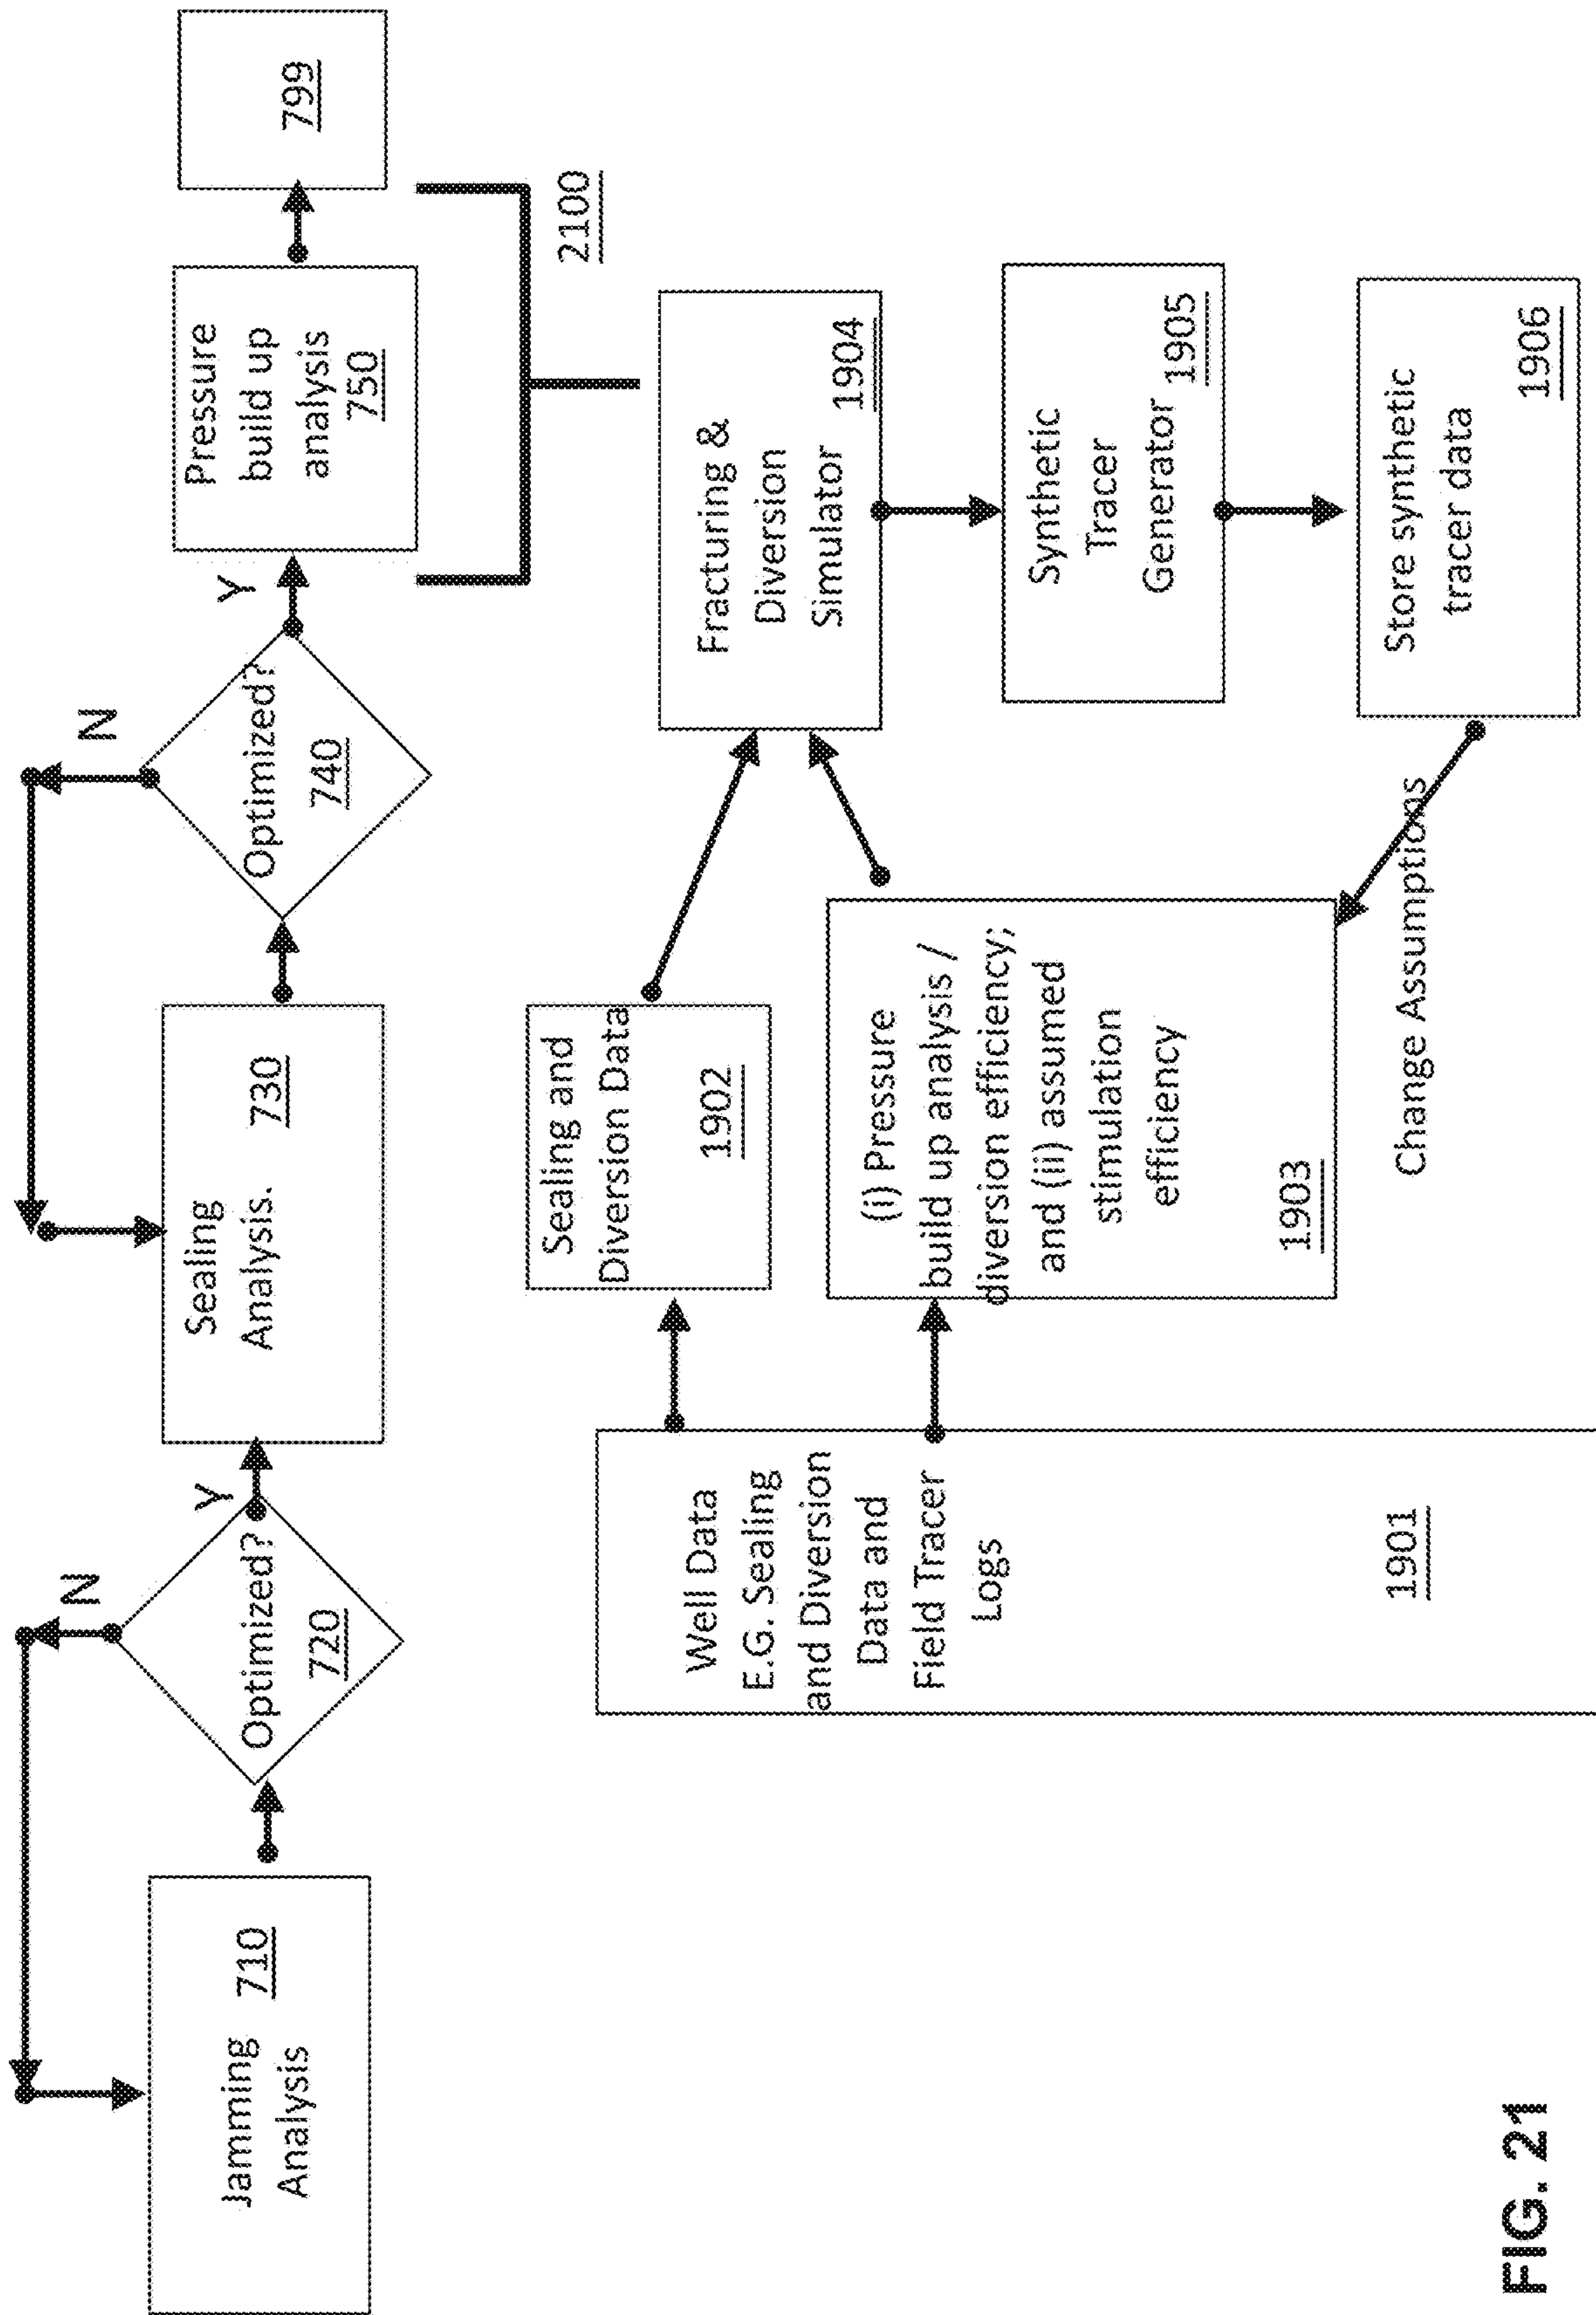 N
N
Jamming 710
Analysis
Optimized?
720
Y
Sealing
Analysis. 730
Optimized?
740
Y
Pressure
build up
analysis
750
799
2100
Well Data
E.G. Sealing
and Diversion
Data and
Field Tracer
Logs
1901
Sealing and
Diversion Data
1902
(i) Pressure
build up analysis /
diversion efficiency;
and (ii) assumed
stimulation
efficiency
1903
Fracturing &
Diversion
Simulator 1904
Synthetic
Tracer
Generator 1905
Store synthetic
tracer data
1906
Change Assumptions
FIG. 21